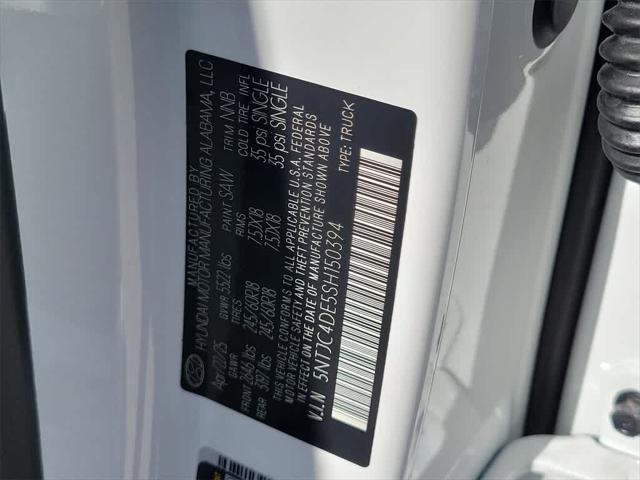 MANUFACTURED BY
HYUNDAI MOTOR MANUFACTURING ALABAMA, LLC
Apr/02/25 GVWR 5522 lbs PAINT SAW TRIM NNB
GAWR TIRES RIMS COLD TIRE INFL
FRONT 2646 lbs 245/60R18 7.5JX18 35 psi SINGLE
REAR 3197 lbs 245/60R18 7.5JX18 35 psi SINGLE
THIS VEHICLE CONFORMS TO ALL APPLICABLE U.S.A. FEDERAL
MOTOR VEHICLE SAFETY AND THEFT PREVENTION STANDARDS
IN EFFECT ON THE DATE OF MANUFACTURE SHOWN ABOVE
V.I.N 5NTJC4DE5SH150394 TYPE: TRUCK